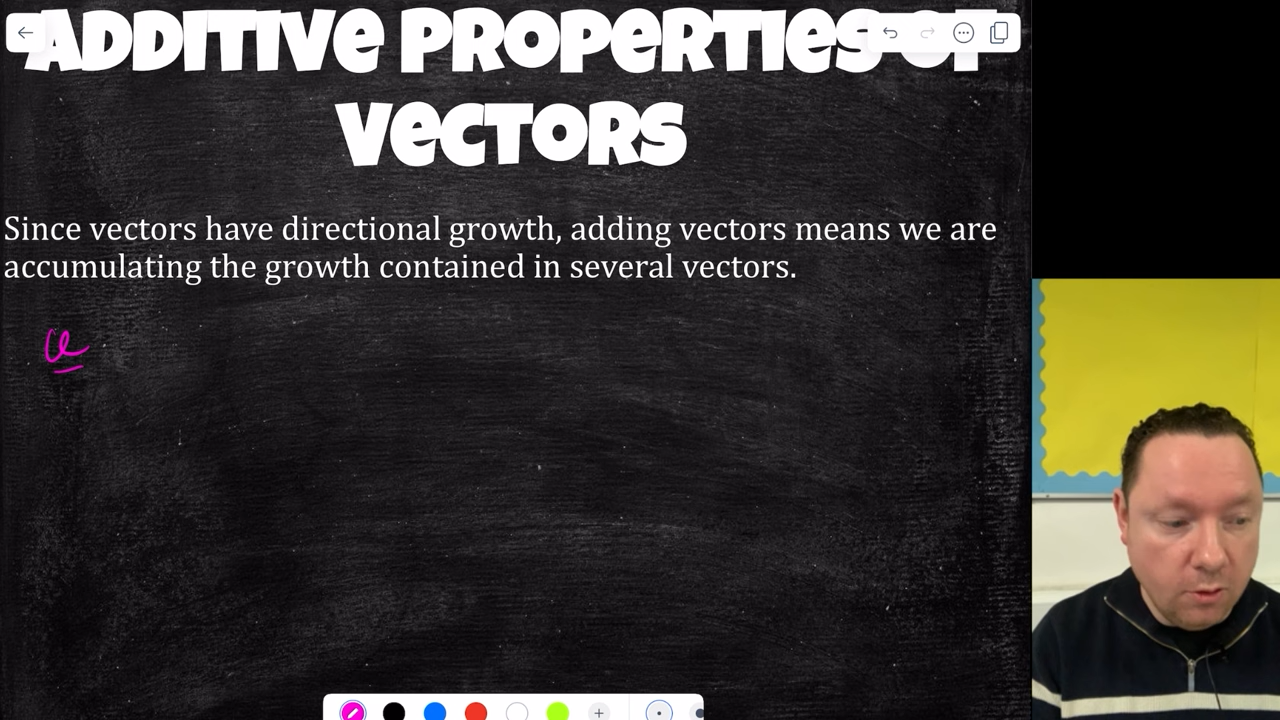 ADDITIVE PROPERTIES OF
VECTORS
Since vectors have directional growth, adding vectors means we are
accumulating the growth contained in several vectors.
u